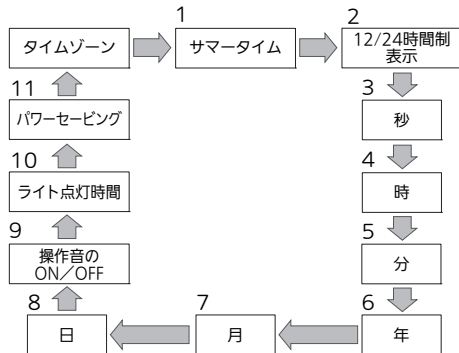 1
2
タイムゾーン
サマータイム
12/24時間制
表示
3
秒
4
時
5
分
6
年
7
月
8
日
9
操作音の
ON/OFF
10
ライト点灯時間
11
パワーセービング